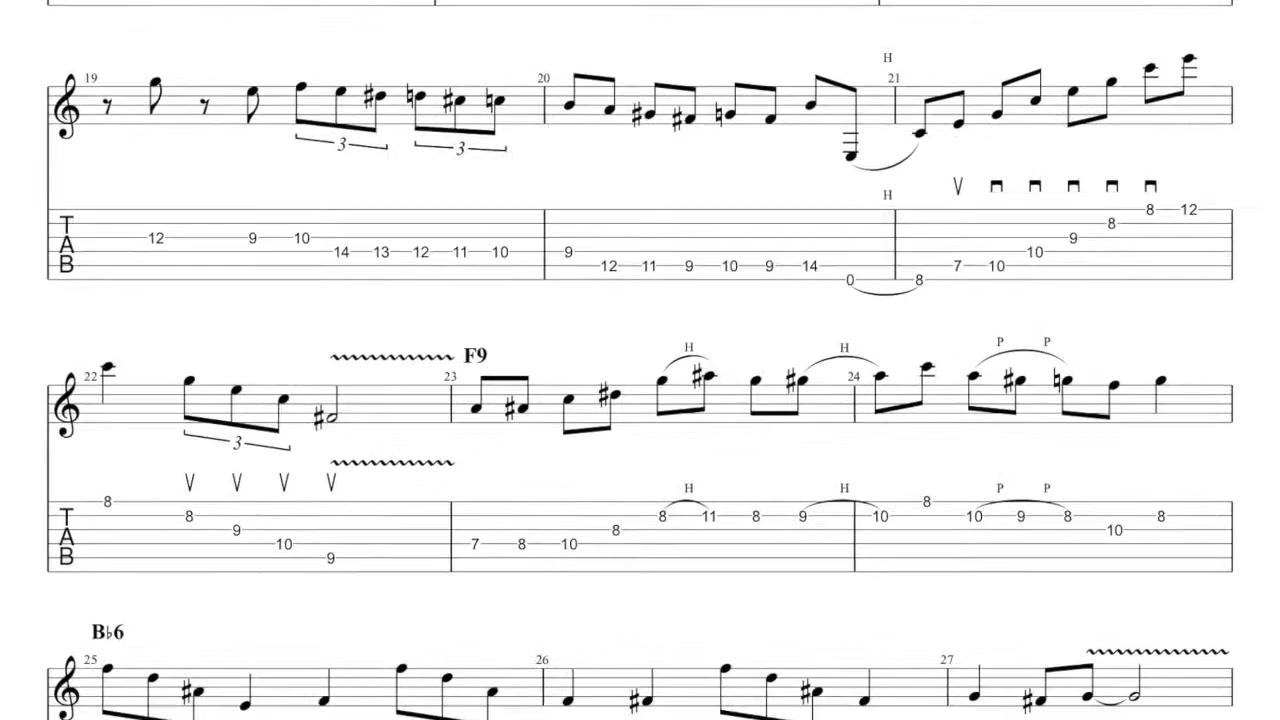 19 20 H 21
3 3
H
T A B 12 9 10 14 13 12 11 10 9 12 11 9 10 9 14 0 8 7 10 10 9 8 8 12
22 F9 23 H H 24 P P
3
H H P P
T A B 8 8 9 10 9 7 8 10 8 8 11 8 9 10 8 10 9 8 10 8
B♭6
25 26 27